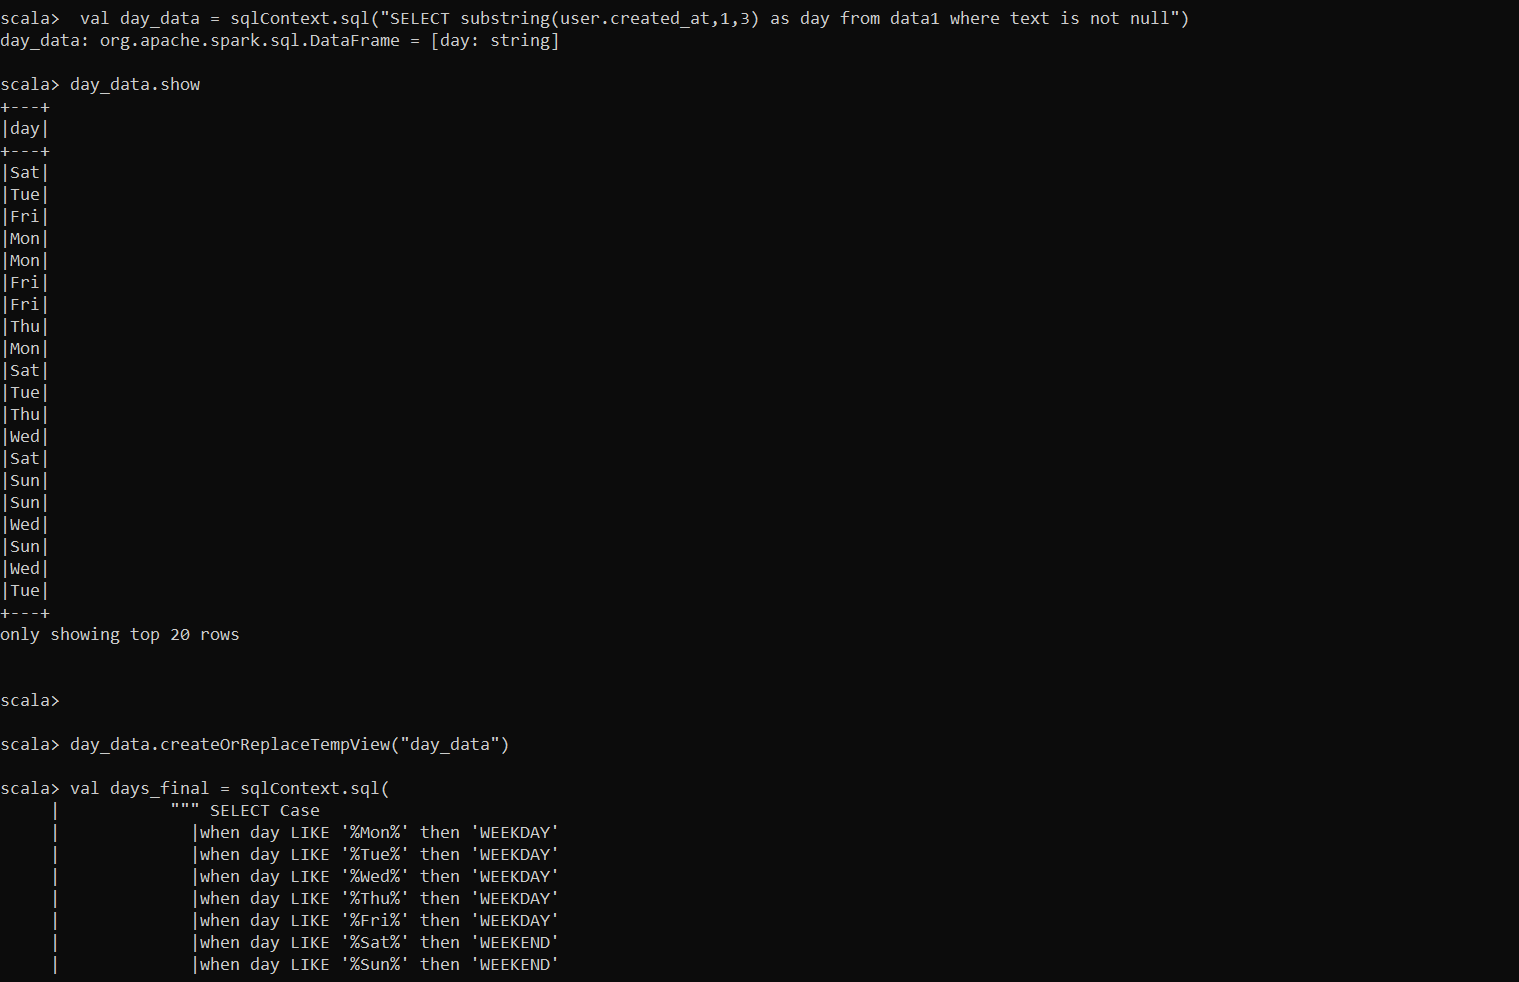 scala>  val day_data = sqlContext.sql("SELECT substring(user.created_at,1,3) as day from data1 where text is not null")
day_data: org.apache.spark.sql.DataFrame = [day: string]
scala> day_data.show
+---+
|day|
+---+
|Sat|
|Tue|
|Fri|
|Mon|
|Mon|
|Fri|
|Fri|
|Thu|
|Mon|
|Sat|
|Tue|
|Thu|
|Wed|
|Sat|
|Sun|
|Sun|
|Wed|
|Sun|
|Wed|
|Tue|
+---+
only showing top 20 rows
scala>
scala> day_data.createOrReplaceTempView("day_data")
scala> val days_final = sqlContext.sql(
     |           """ SELECT Case
     |             |when day LIKE '%Mon%' then 'WEEKDAY'
     |             |when day LIKE '%Tue%' then 'WEEKDAY'
     |             |when day LIKE '%Wed%' then 'WEEKDAY'
     |             |when day LIKE '%Thu%' then 'WEEKDAY'
     |             |when day LIKE '%Fri%' then 'WEEKDAY'
     |             |when day LIKE '%Sat%' then 'WEEKEND'
     |             |when day LIKE '%Sun%' then 'WEEKEND'